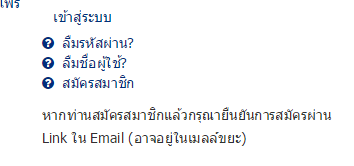 เข้าสู่ระบบ
ลืมรหัสผ่าน?
ลืมชื่อผู้ใช้?
สมัครสมาชิก
หากท่านสมัครสมาชิกแล้วกรุณายืนยันการสมัครผ่าน
Link ใน Email (อาจอยู่ในเมลล์ขยะ)